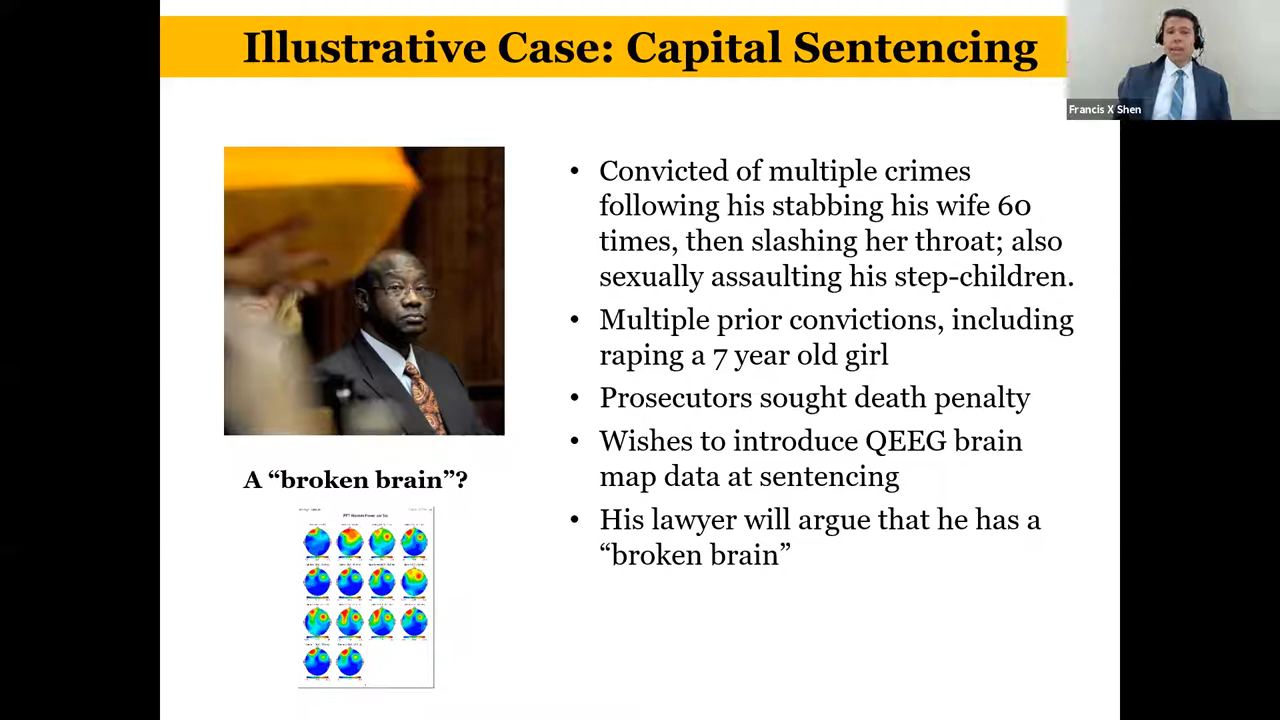 Illustrative Case: Capital Sentencing
Francis X Shen
• Convicted of multiple crimes
following his stabbing his wife 60
times, then slashing her throat; also
sexually assaulting his step-children.
• Multiple prior convictions, including
raping a 7 year old girl
• Prosecutors sought death penalty
• Wishes to introduce QEEG brain
map data at sentencing
• His lawyer will argue that he has a
“broken brain”
A “broken brain”?